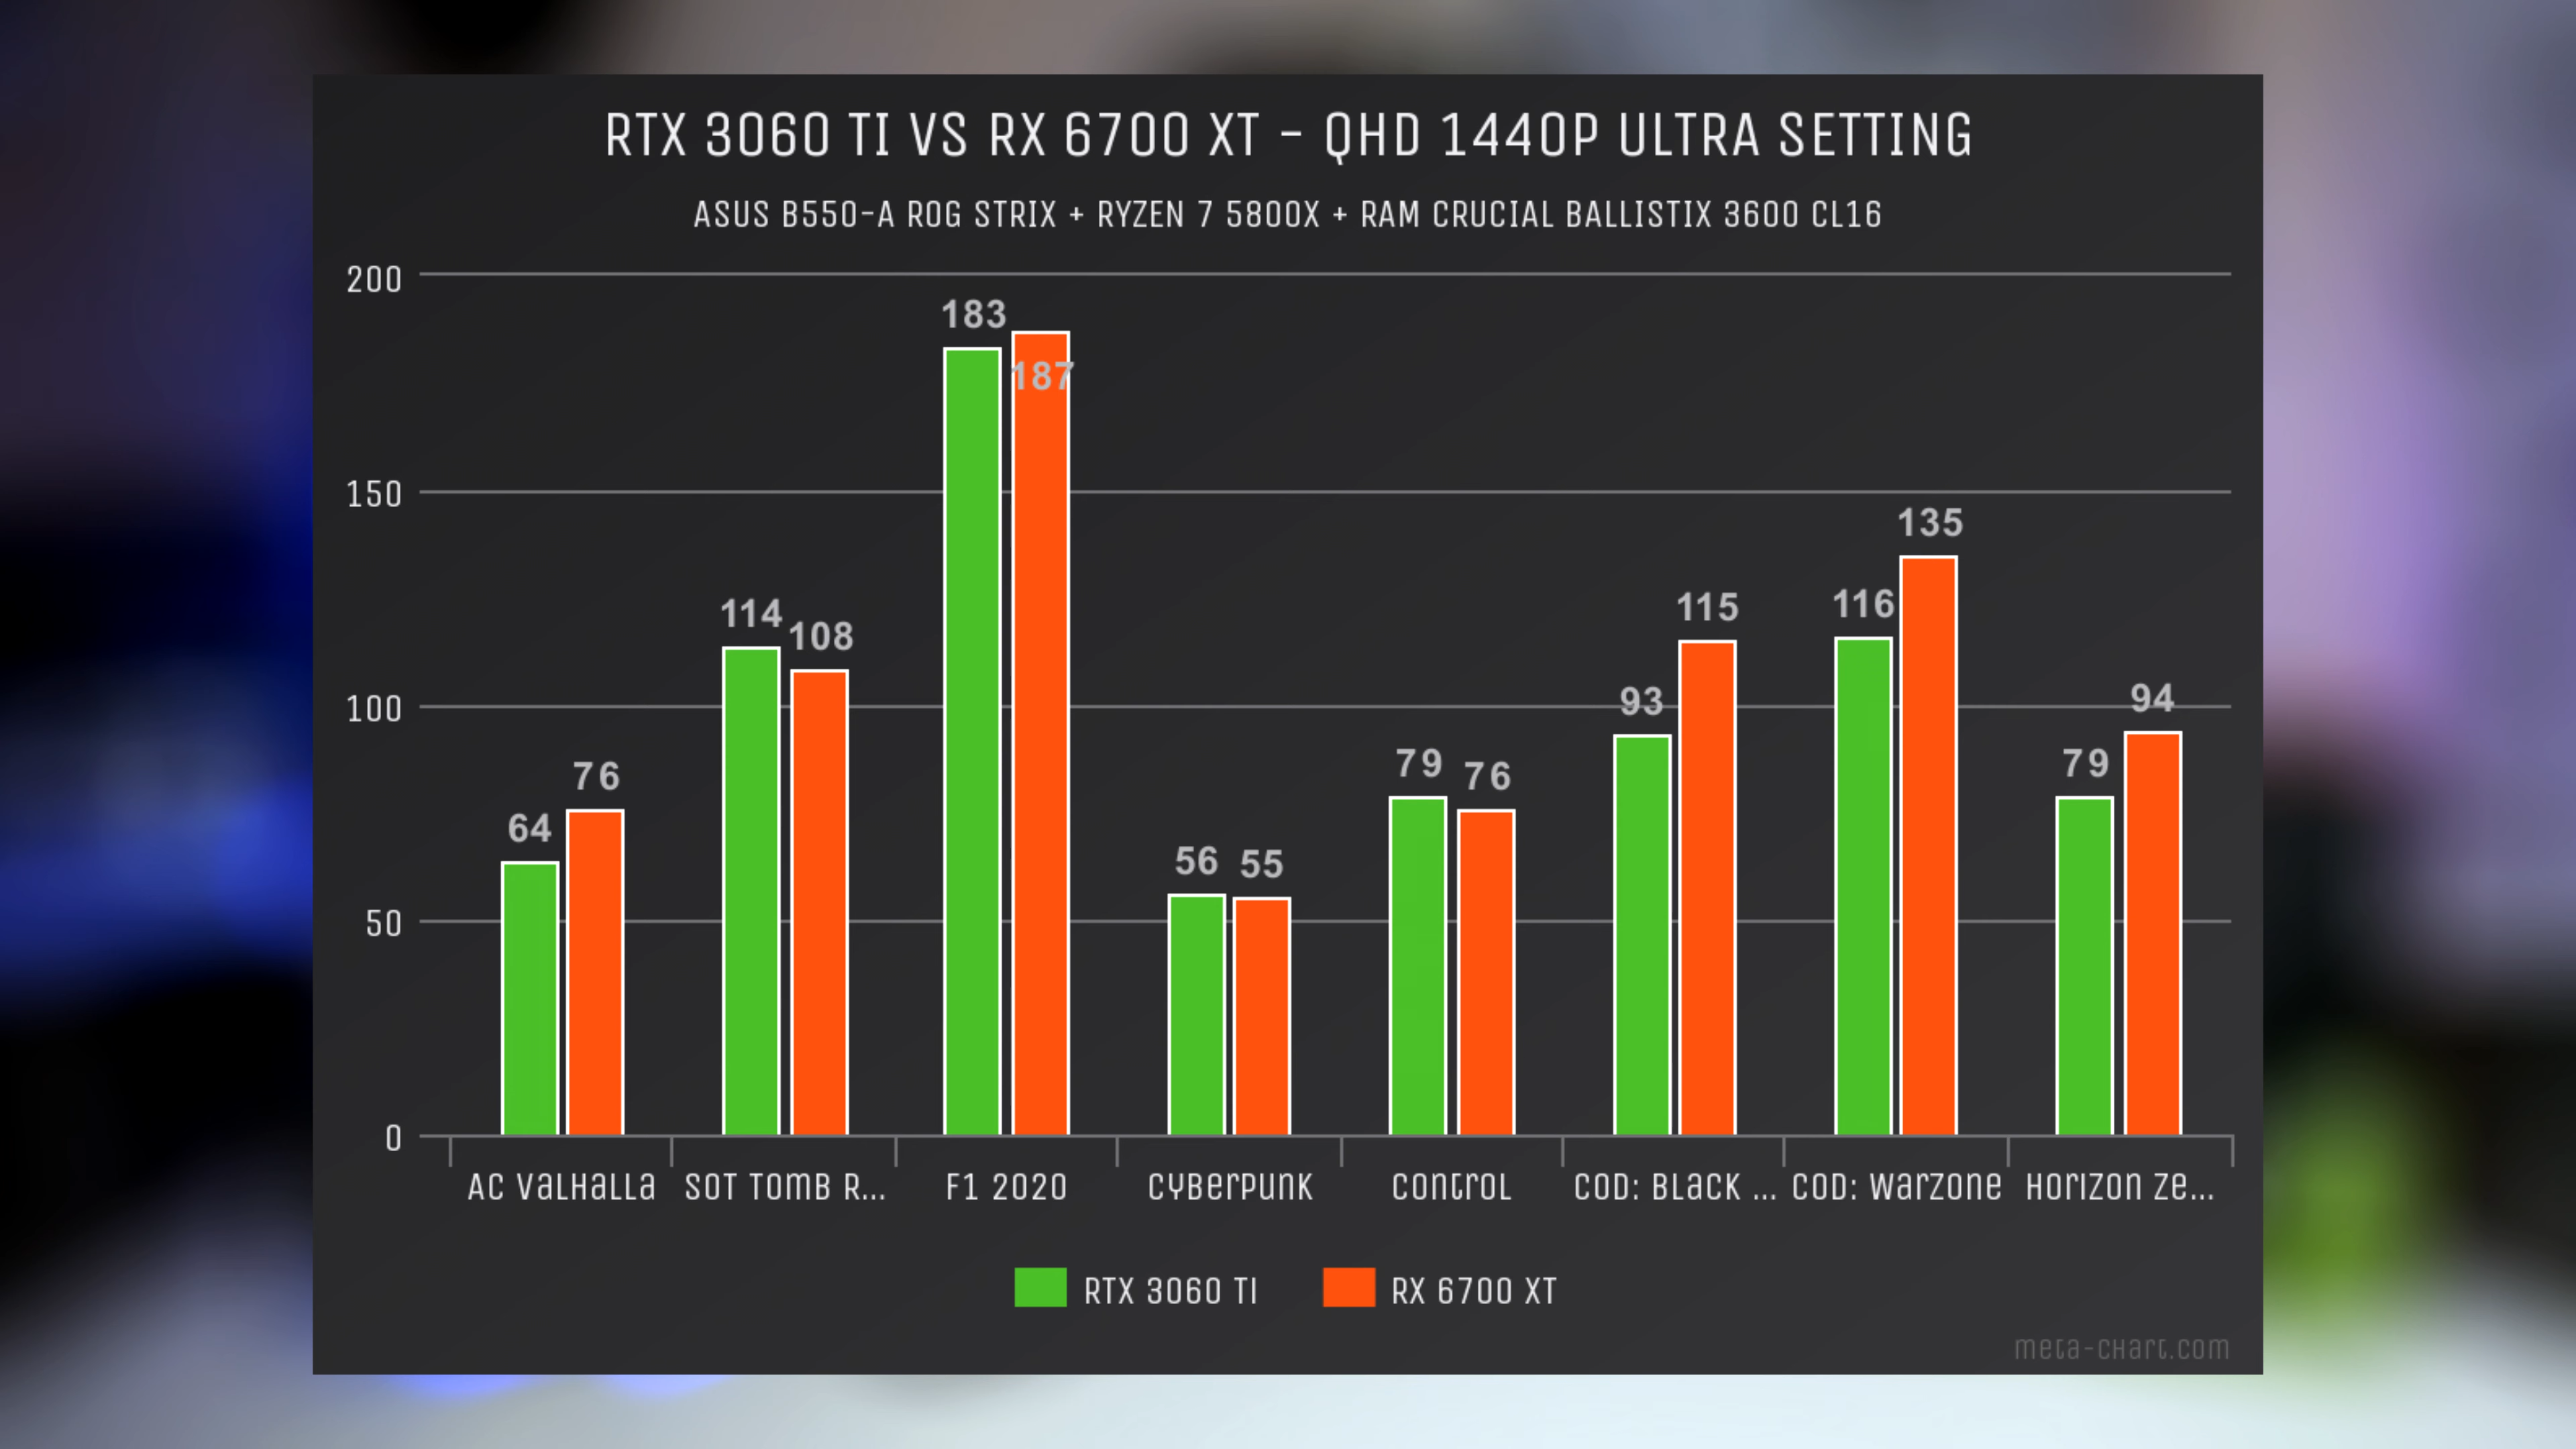 RTX 3060 TI VS RX 6700 XT - QHD 1440P ULTRA SETTING
ASUS B550-A ROG STRIX + RYZEN 7 5800X + RAM CRUCIAL BALLISTIX 3600 CL16
200
150
100
50
0
64
76
114
108
183
187
56
55
79
76
93
115
116
135
79
94
AC Valhalla
SOT Tomb R...
F1 2020
Cyberpunk
Control
COD: Black ...
COD: Warzone
Horizon Ze...
RTX 3060 TI
RX 6700 XT
meta-chart.com